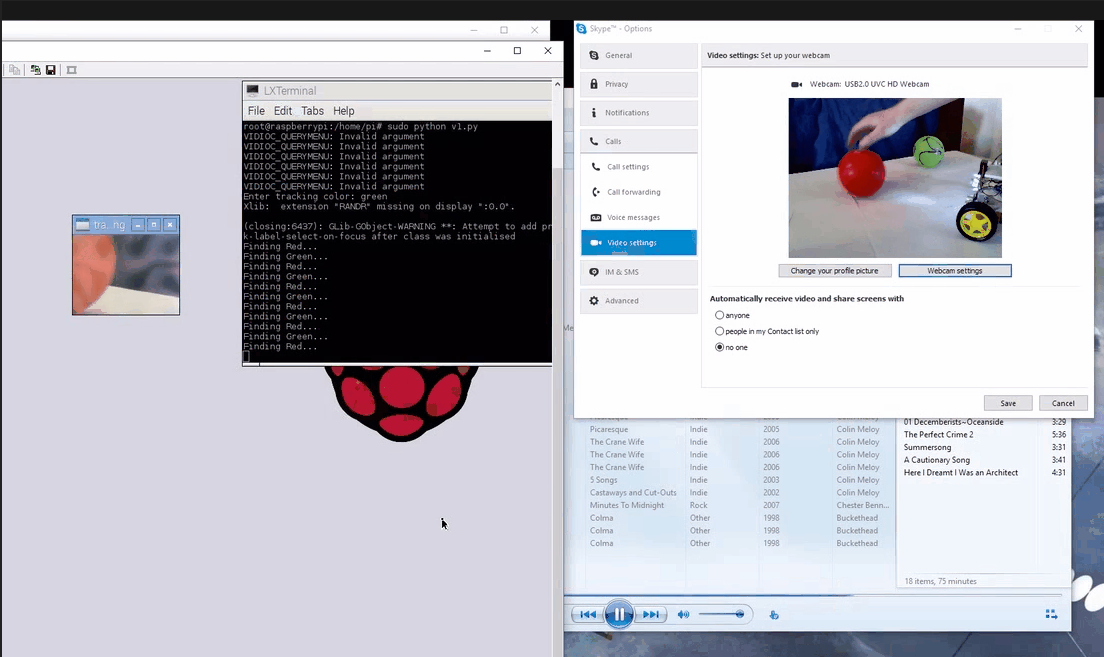 LXTerminal
File Edit Tabs Help
root@raspberrypi:/home/pi# sudo python v1.py
VIDIOC_QUERYMENU: Invalid argument
VIDIOC_QUERYMENU: Invalid argument
VIDIOC_QUERYMENU: Invalid argument
VIDIOC_QUERYMENU: Invalid argument
VIDIOC_QUERYMENU: Invalid argument
VIDIOC_QUERYMENU: Invalid argument
Enter tracking color: green
Xlib:  extension "RANDR" missing on display ":0.0".
(closing:6437): GLib-GObject-WARNING **: Attempt to add pr
k-label-select-on-focus after class was initialised
Finding Red...
Finding Green...
Finding Red...
Finding Green...
Finding Red...
Finding Green...
Finding Red...
Finding Green...
Finding Red...
Finding Green...
Finding Red...
tra...ng
Skype™ - Options
General
Privacy
Notifications
Calls
Call settings
Call forwarding
Voice messages
Video settings
IM & SMS
Advanced
Video settings: Set up your webcam
Webcam: USB2.0 UVC HD Webcam
Change your profile picture
Webcam settings
Automatically receive video and share screens with
anyone
people in my Contact list only
no one
Save
Cancel
Picaresque Indie 2005 Colin Meloy
The Crane Wife Indie 2006 Colin Meloy
The Crane Wife Indie 2006 Colin Meloy
The Crane Wife Indie 2006 Colin Meloy
5 Songs Indie 2003 Colin Meloy
Castaways and Cut-Outs Indie 2002 Colin Meloy
Minutes To Midnight Rock 2007 Chester Benn...
Colma Other 1998 Buckethead
Colma Other 1998 Buckethead
Colma Other 1998 Buckethead
01 Decemberists~Oceanside 3:29
The Perfect Crime 2 5:36
Summersong 3:31
A Cautionary Song 3:41
Here I Dreamt I Was an Architect 4:31
18 items, 75 minutes